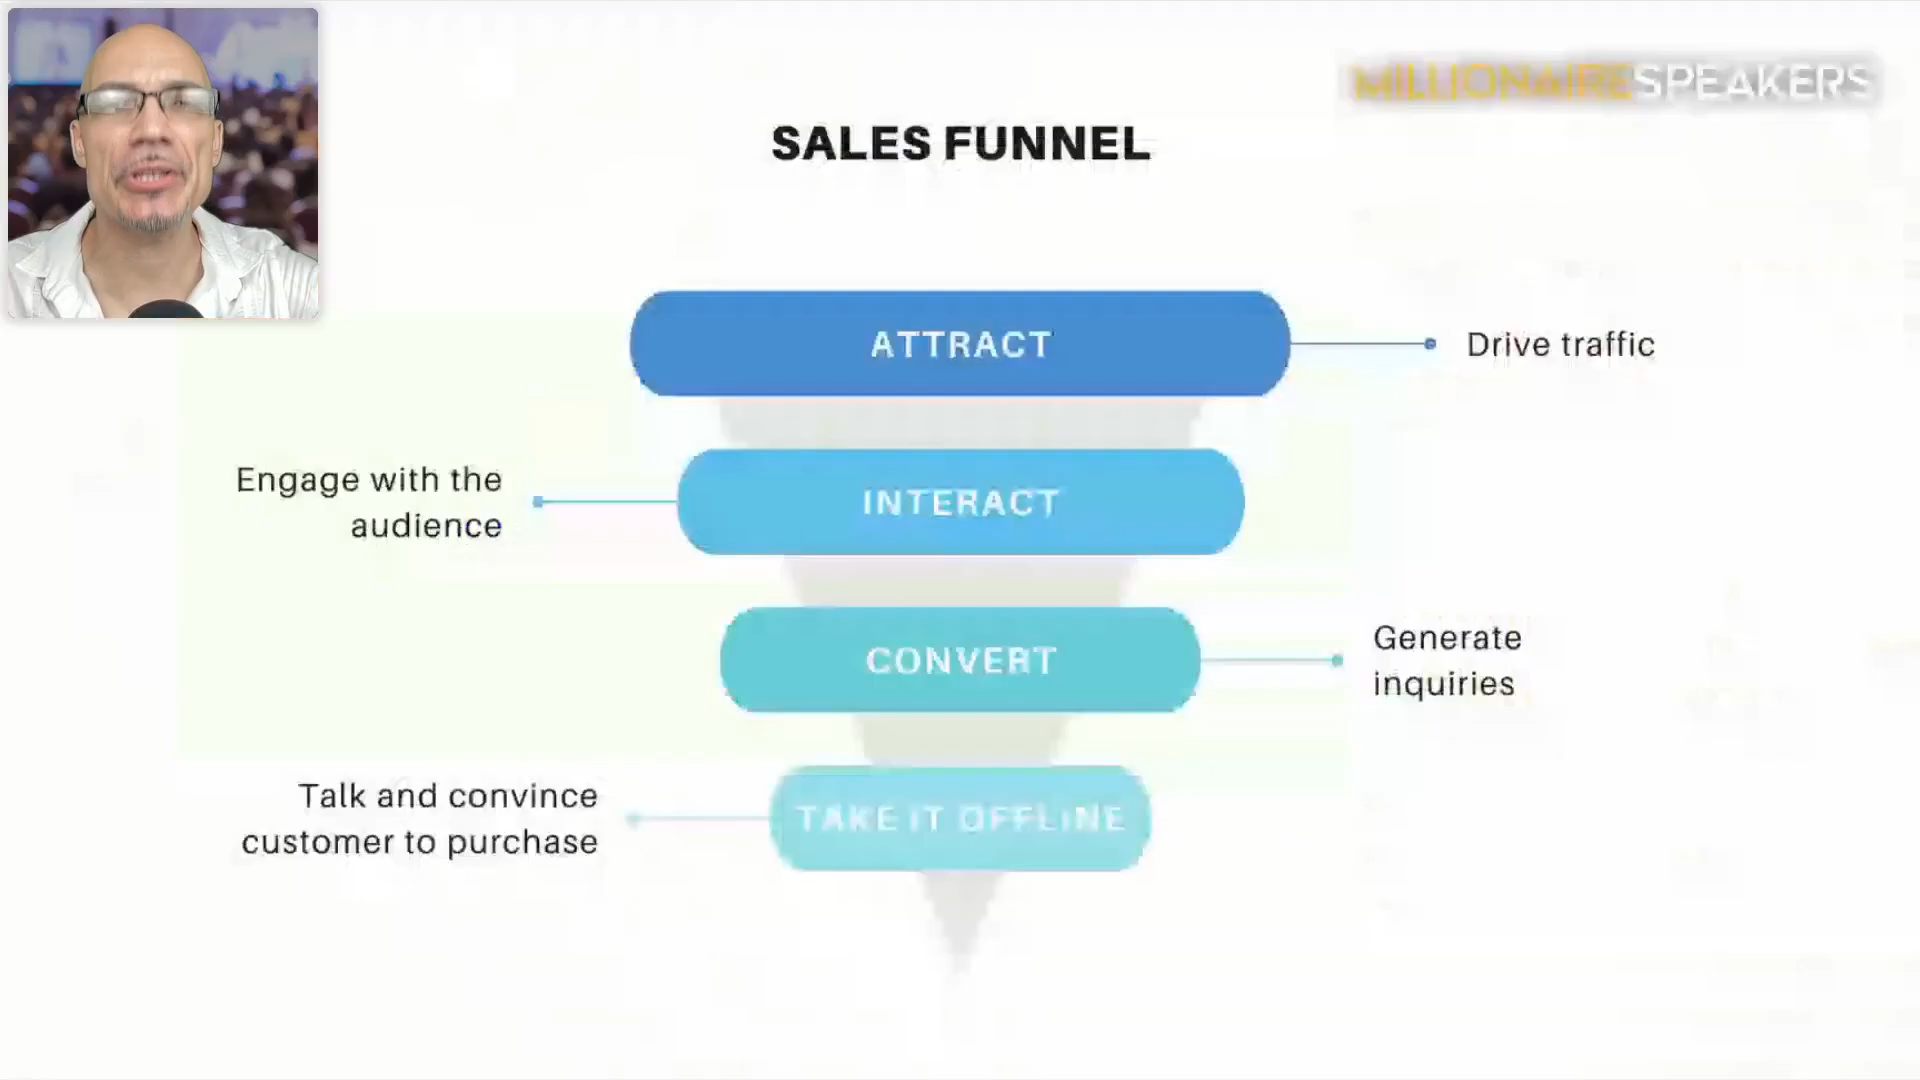 MILLIONAIRESPEAKERS
SALES FUNNEL
ATTRACT
Drive traffic
Engage with the
audience
INTERACT
CONVERT
Generate
inquiries
Talk and convince
customer to purchase
TAKE IT OFFLINE